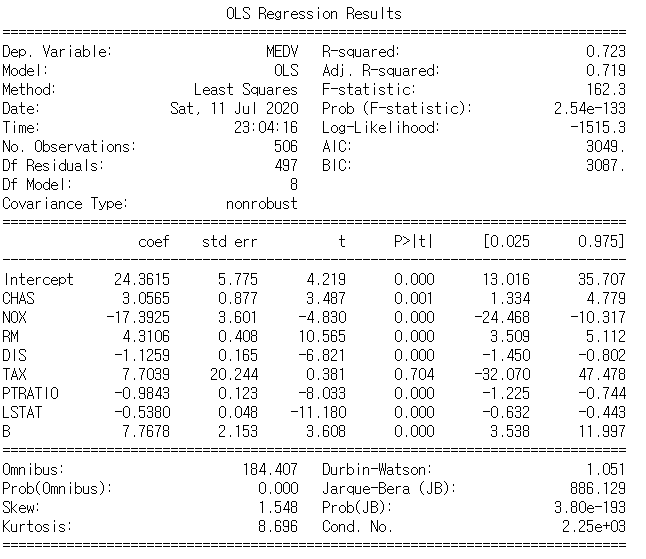 OLS Regression Results
==============================================================================
Dep. Variable: MEDV R-squared: 0.723
Model: OLS Adj. R-squared: 0.719
Method: Least Squares F-statistic: 162.3
Date: Sat, 11 Jul 2020 Prob (F-statistic): 2.54e-133
Time: 23:04:16 Log-Likelihood: -1515.3
No. Observations: 506 AIC: 3049.
Df Residuals: 497 BIC: 3087.
Df Model: 8
Covariance Type: nonrobust
==============================================================================
coef std err t P>|t| [0.025 0.975]
------------------------------------------------------------------------------
Intercept 24.3615 5.775 4.219 0.000 13.016 35.707
CHAS 3.0565 0.877 3.487 0.001 1.334 4.779
NOX -17.3925 3.601 -4.830 0.000 -24.468 -10.317
RM 4.3106 0.408 10.565 0.000 3.509 5.112
DIS -1.1259 0.165 -6.821 0.000 -1.450 -0.802
TAX 7.7039 20.244 0.381 0.704 -32.070 47.478
PTRATIO -0.9843 0.123 -8.033 0.000 -1.225 -0.744
LSTAT -0.5380 0.048 -11.180 0.000 -0.632 -0.443
B 7.7678 2.153 3.608 0.000 3.538 11.997
==============================================================================
Omnibus: 184.407 Durbin-Watson: 1.051
Prob(Omnibus): 0.000 Jarque-Bera (JB): 886.129
Skew: 1.548 Prob(JB): 3.80e-193
Kurtosis: 8.696 Cond. No. 2.25e+03
==============================================================================